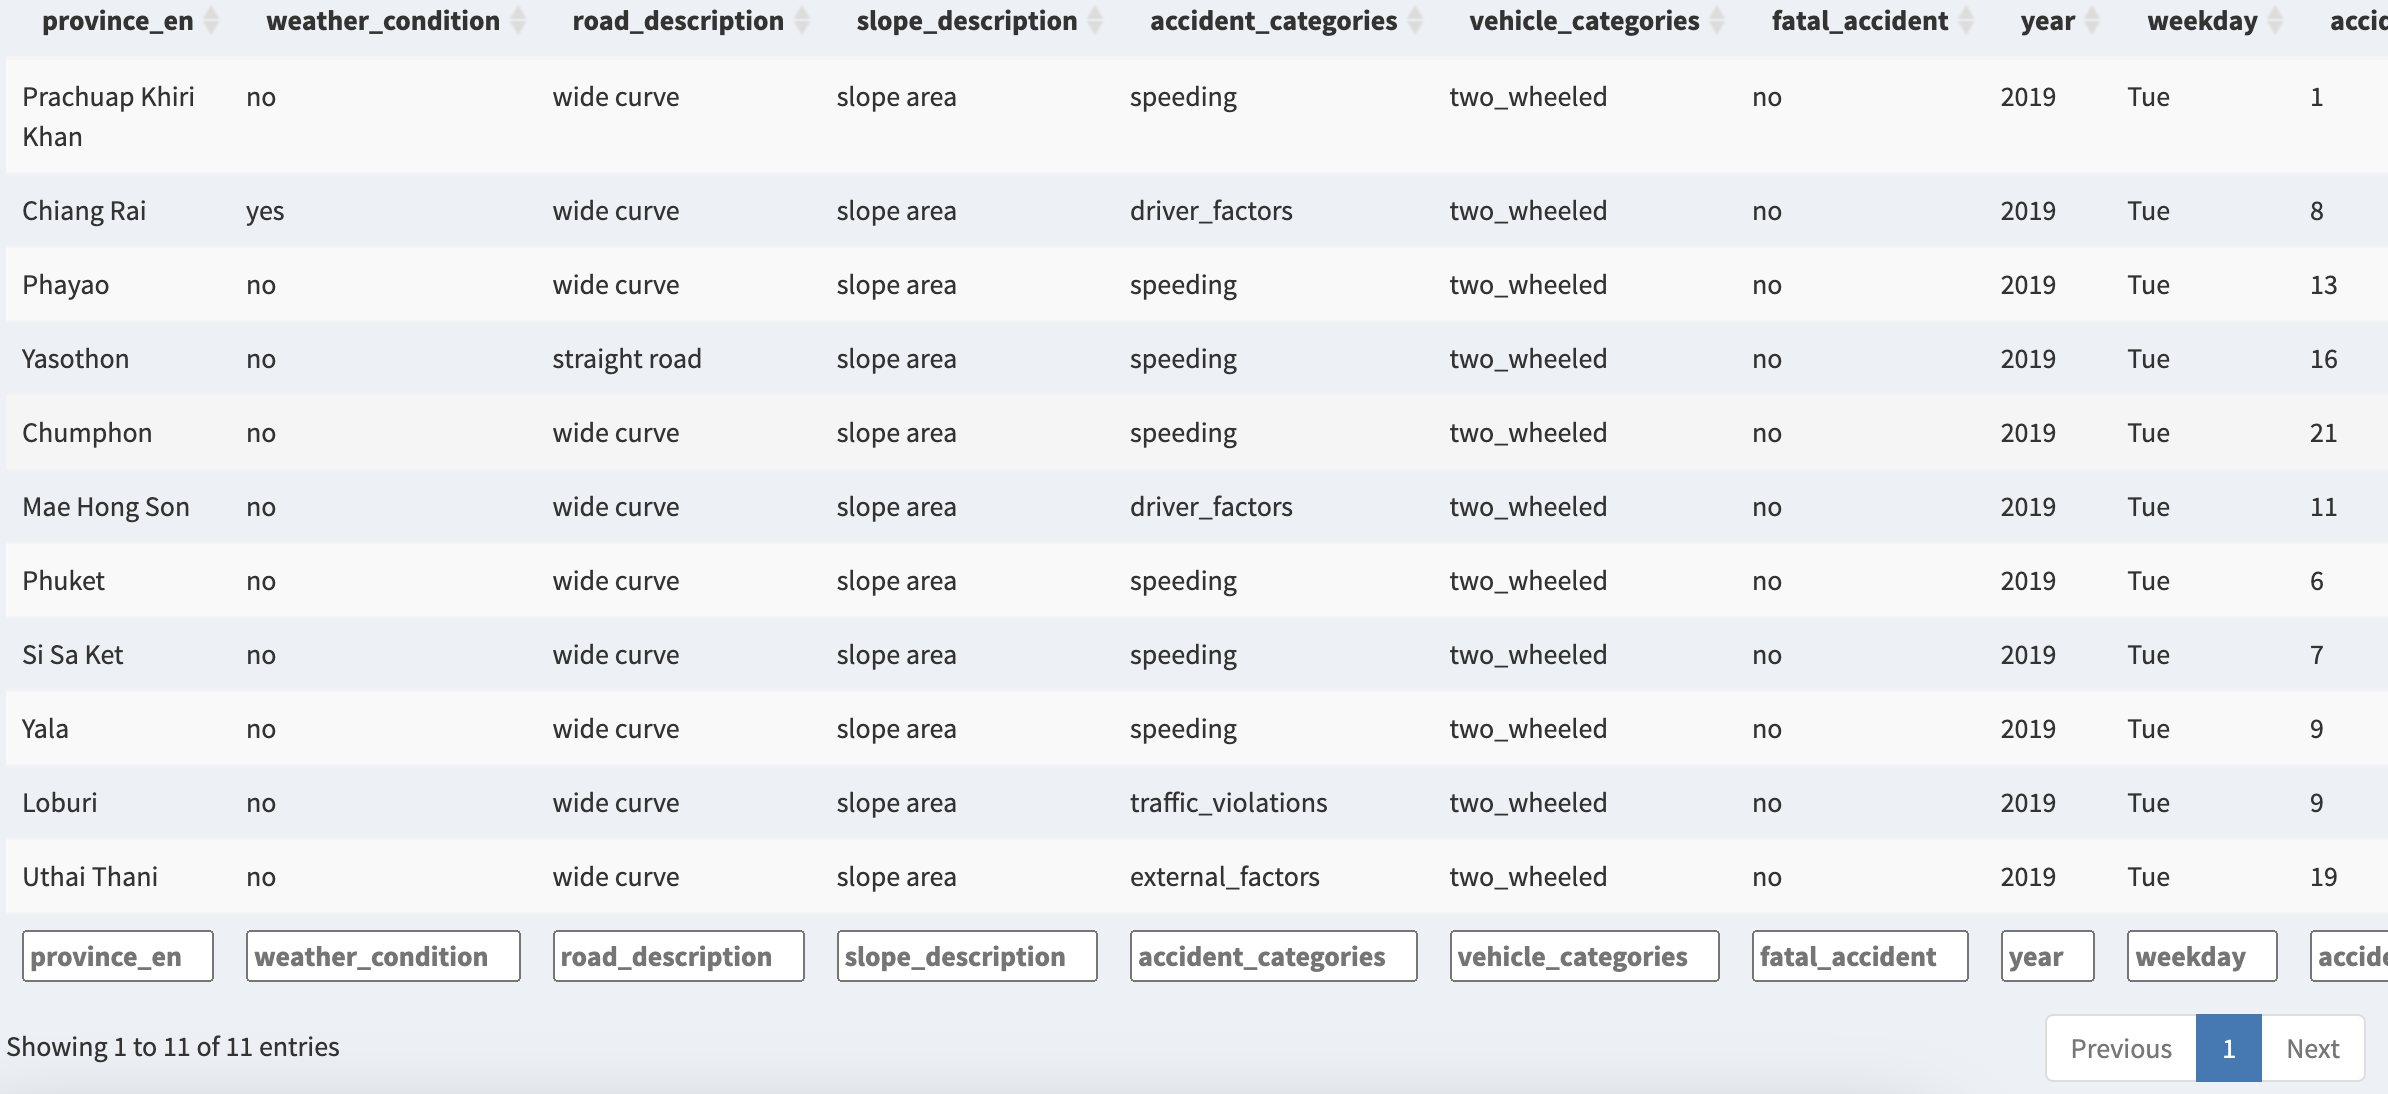 province_en weather_condition road_description slope_description accident_categories vehicle_categories fatal_accident year weekday accid
Prachuap Khiri Khan no wide curve slope area speeding two_wheeled no 2019 Tue 1
Chiang Rai yes wide curve slope area driver_factors two_wheeled no 2019 Tue 8
Phayao no wide curve slope area speeding two_wheeled no 2019 Tue 13
Yasothon no straight road slope area speeding two_wheeled no 2019 Tue 16
Chumphon no wide curve slope area speeding two_wheeled no 2019 Tue 21
Mae Hong Son no wide curve slope area driver_factors two_wheeled no 2019 Tue 11
Phuket no wide curve slope area speeding two_wheeled no 2019 Tue 6
Si Sa Ket no wide curve slope area speeding two_wheeled no 2019 Tue 7
Yala no wide curve slope area speeding two_wheeled no 2019 Tue 9
Loburi no wide curve slope area traffic_violations two_wheeled no 2019 Tue 9
Uthai Thani no wide curve slope area external_factors two_wheeled no 2019 Tue 19
province_en weather_condition road_description slope_description accident_categories vehicle_categories fatal_accident year weekday accide
Showing 1 to 11 of 11 entries Previous 1 Next